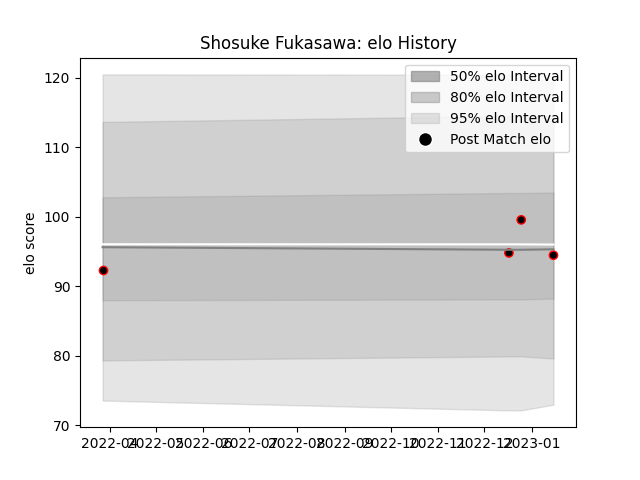 Shosuke Fukasawa: elo History
120
110
100
90
80
70
elo score
50% elo Interval
80% elo Interval
95% elo Interval
Post Match elo
2022-04 2022-05 2022-06 2022-07 2022-08 2022-09 2022-10 2022-11 2022-12 2023-01